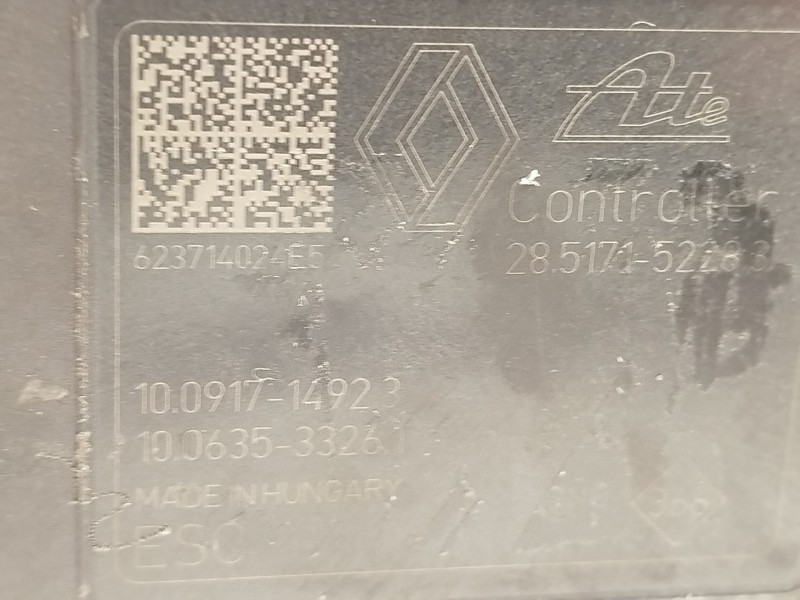 Ate
Controller
623714024E5
28.5171-5228.3
10.0917-1492.3
10.0635-3326.1
MADE IN HUNGARY
ESC